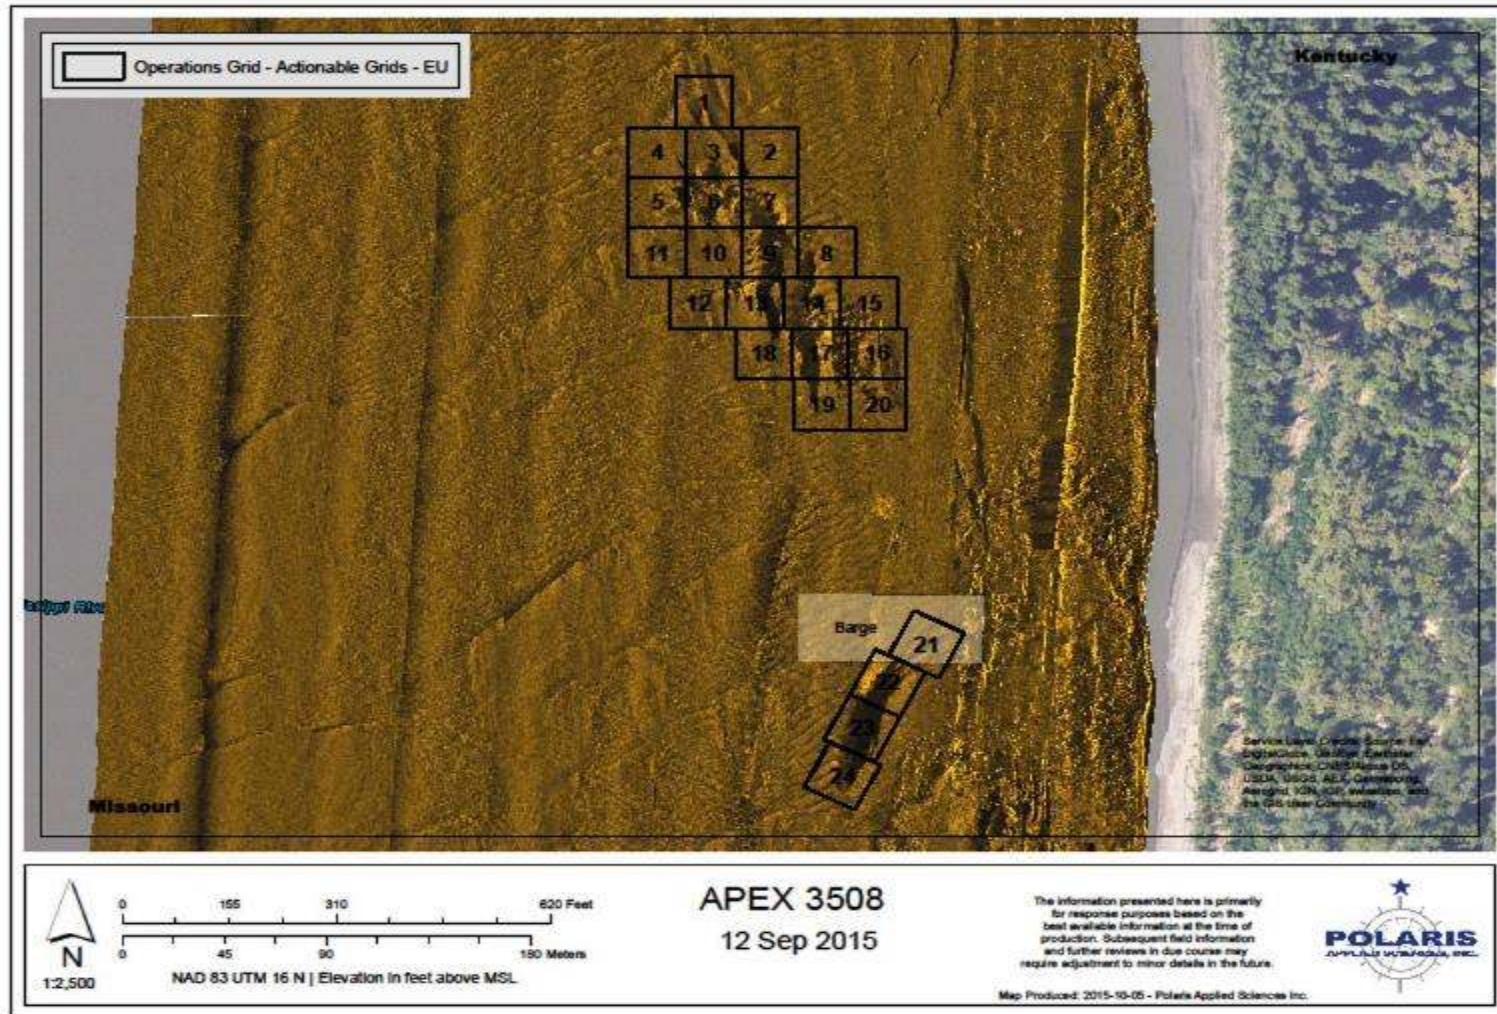 Operations Grid - Actionable Grids - EU
Kentucky
1
4 3 2
5 6 7
11 10 9 8
12 13 14 15
18 17 16
19 20
Barge
21
22
23
24
Missouri
N
1:2,500
0 155 310 620 Feet
0 45 90 180 Meters
NAD 83 UTM 16 N | Elevation in feet above MSL
APEX 3508
12 Sep 2015
The information presented here is primarily
for response purposes based on the
best available information at the time of
production. Subsequent field information
and further reviews in due course may
require adjustment to minor details in the future.
Map Produced: 2015-10-05 - Polaris Applied Sciences Inc.
POLARIS
APPLIED SCIENCES, INC.